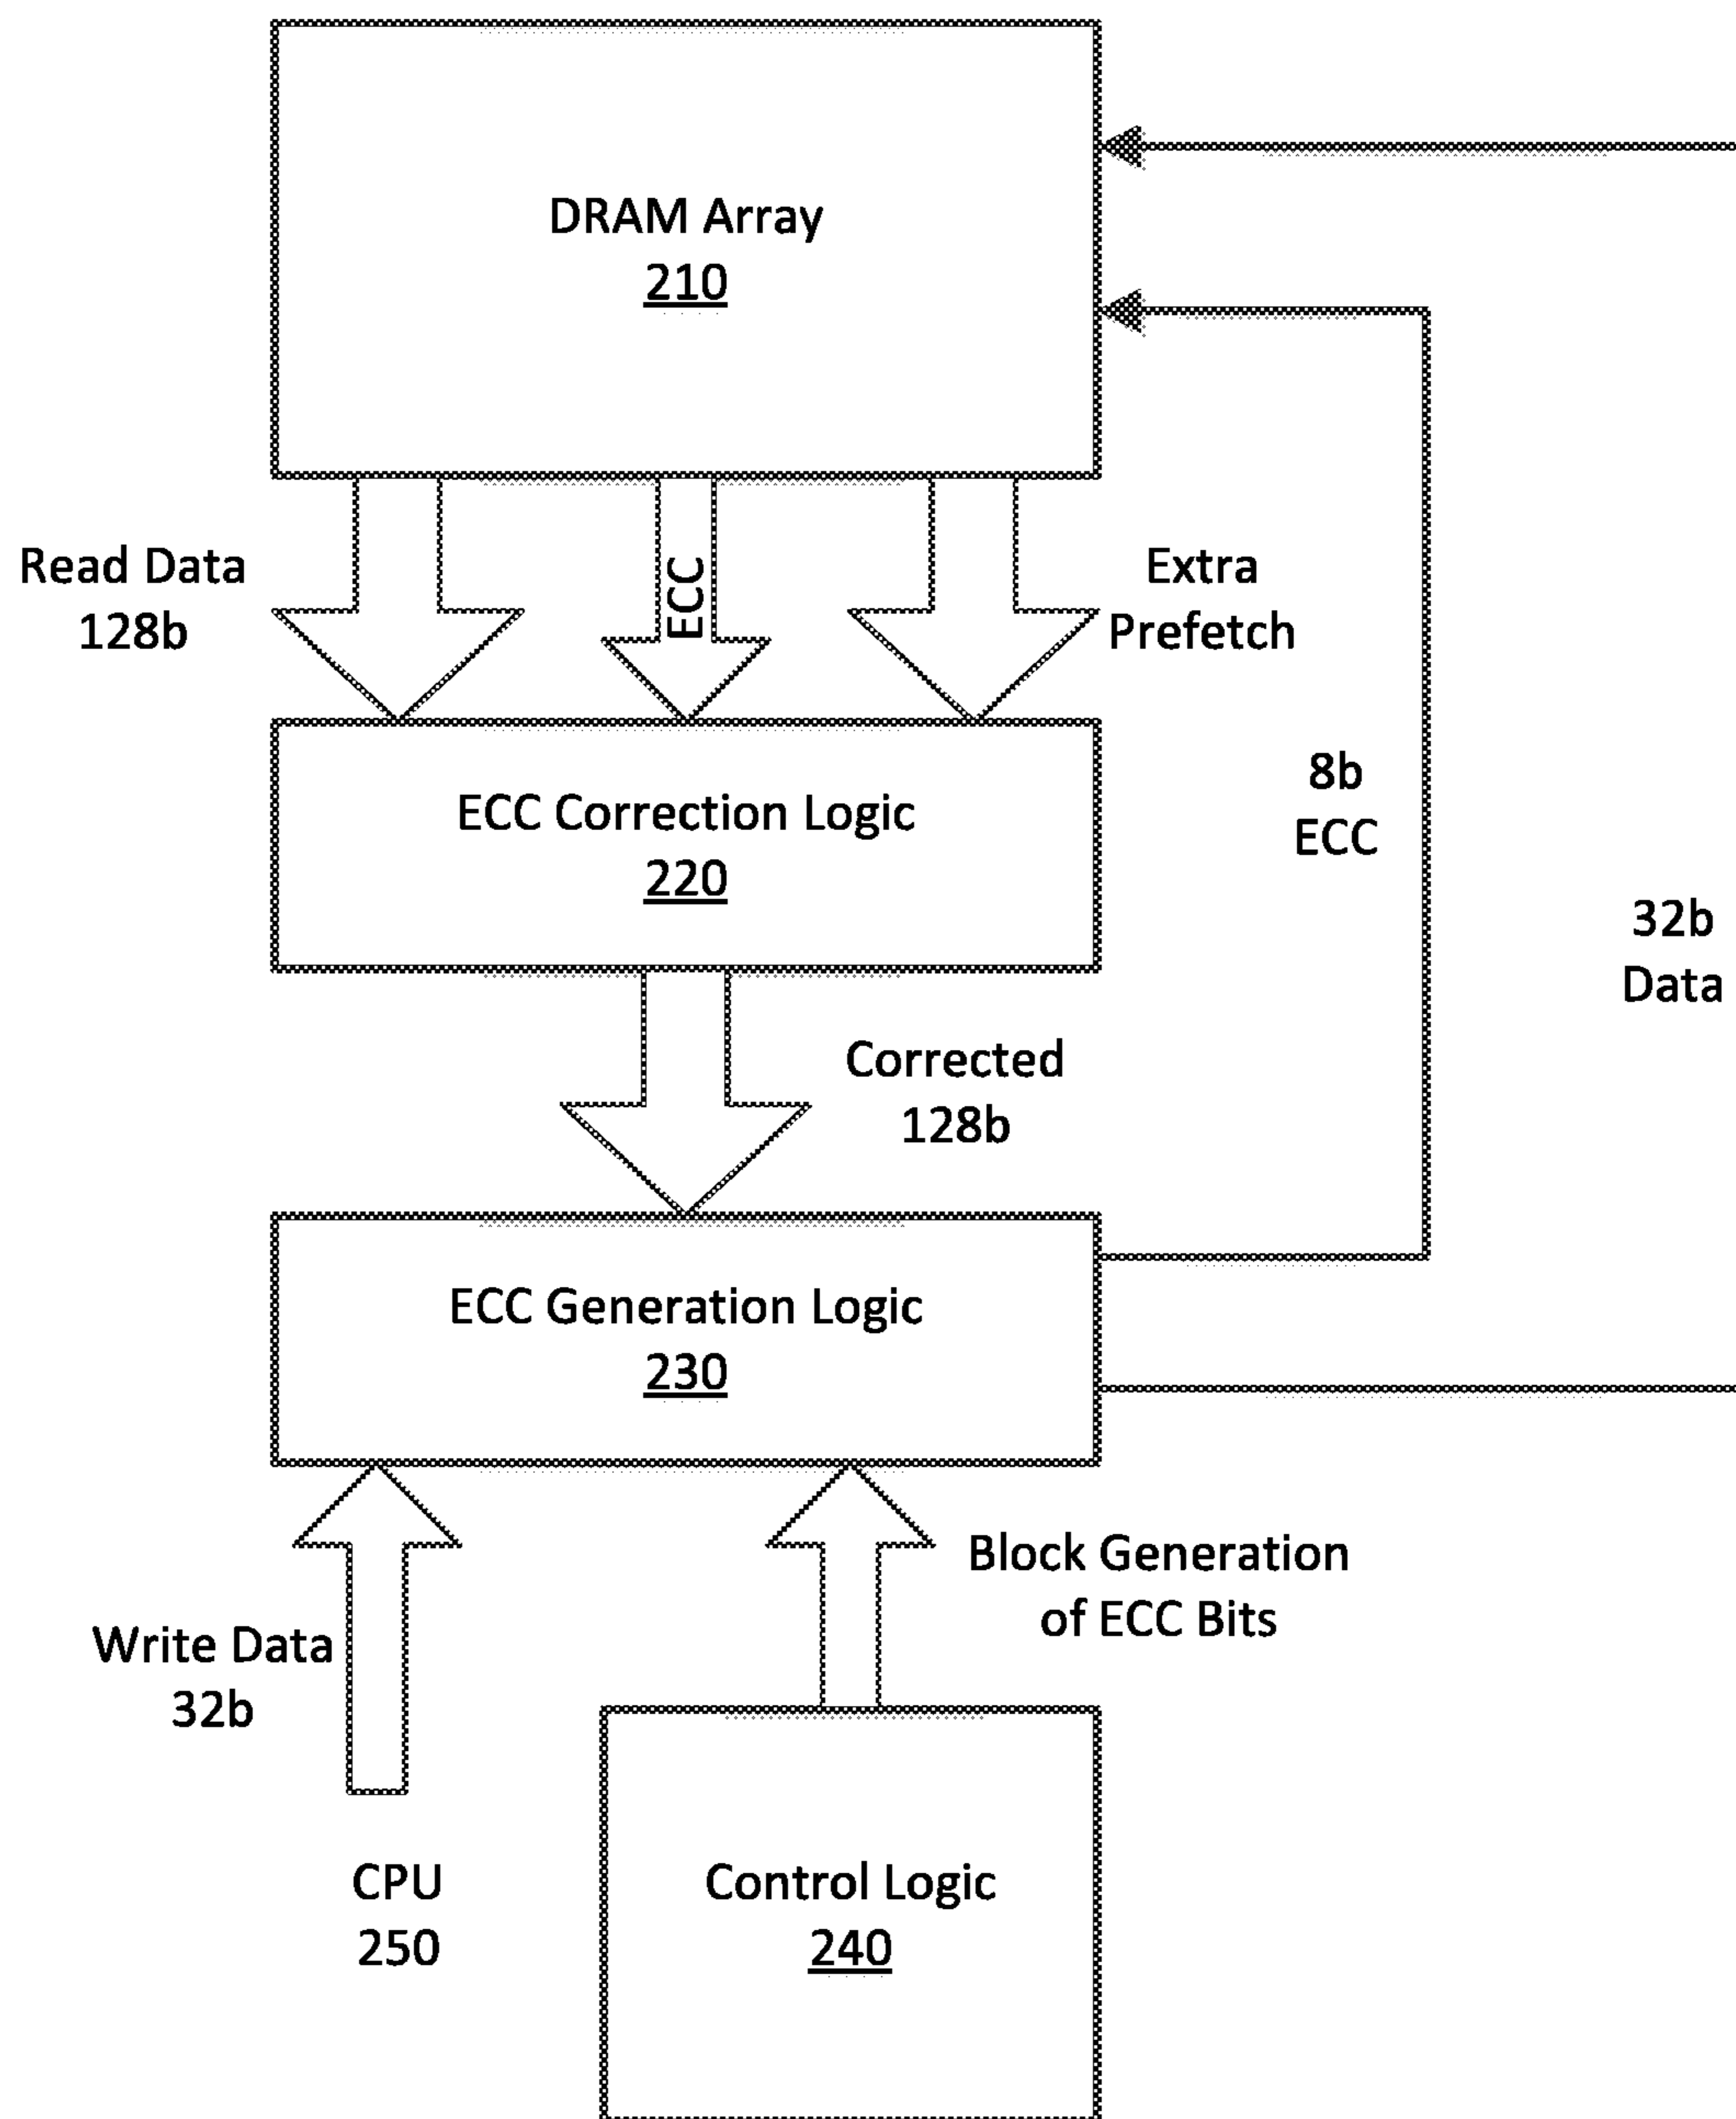 DRAM Array
210
Read Data
128b
ECC
Extra
Prefetch
ECC Correction Logic
220
8b
ECC
32b
Data
Corrected
128b
ECC Generation Logic
230
Write Data
32b
Block Generation
of ECC Bits
CPU
250
Control Logic
240